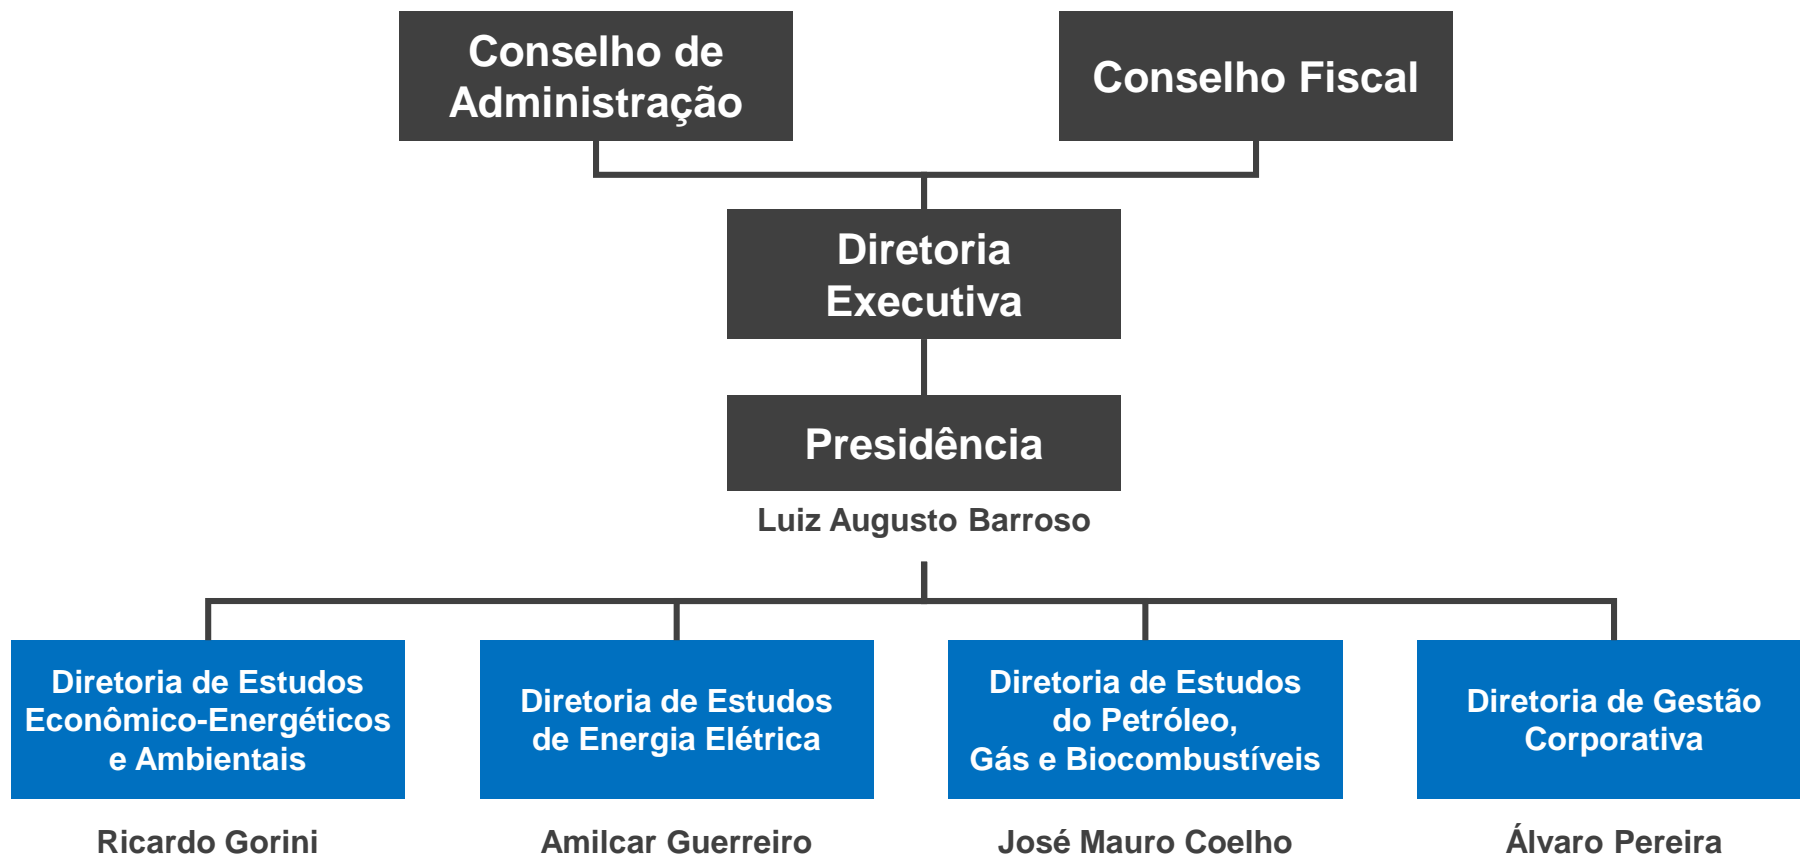 Conselho de
Administração
Conselho Fiscal
Diretoria
Executiva
Presidência
Luiz Augusto Barroso
Diretoria de Estudos
Econômico-Energéticos
e Ambientais
Diretoria de Estudos
de Energia Elétrica
Diretoria de Estudos
do Petróleo,
Gás e Biocombustíveis
Diretoria de Gestão
Corporativa
Ricardo Gorini
Amilcar Guerreiro
José Mauro Coelho
Álvaro Pereira